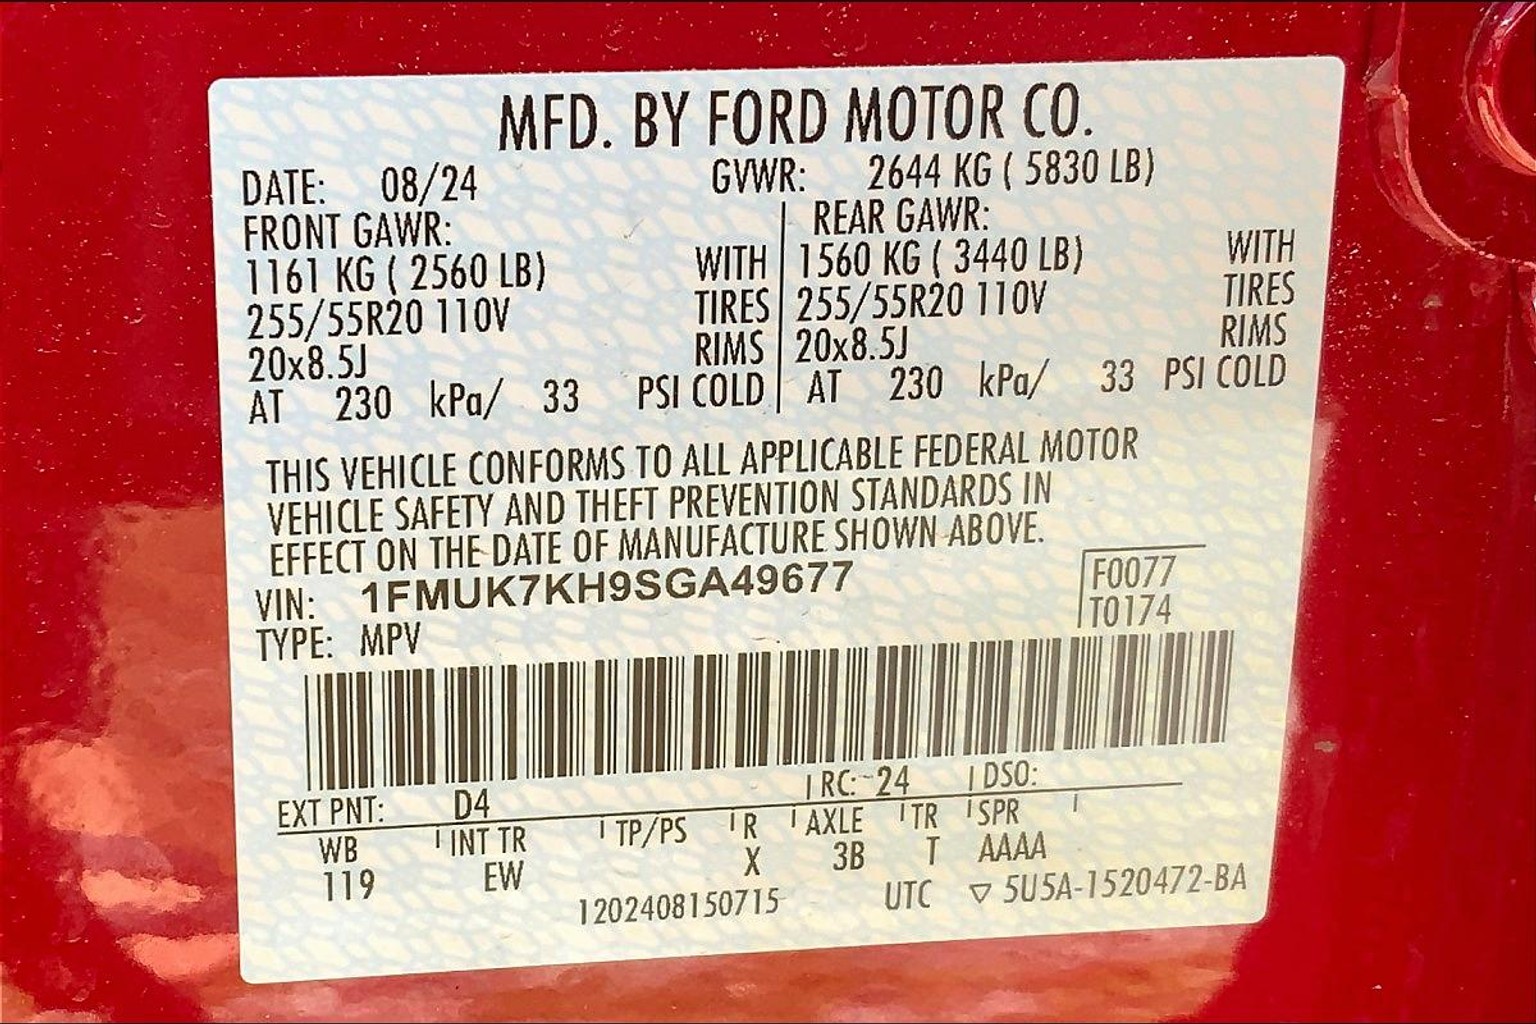 MFD. BY FORD MOTOR CO.
DATE: 08/24 GVWR: 2644 KG ( 5830 LB)
FRONT GAWR: REAR GAWR:
1161 KG ( 2560 LB) WITH 1560 KG ( 3440 LB) WITH
255/55R20 110V TIRES 255/55R20 110V TIRES
20x8.5J RIMS 20x8.5J RIMS
AT 230 kPa/ 33 PSI COLD AT 230 kPa/ 33 PSI COLD
THIS VEHICLE CONFORMS TO ALL APPLICABLE FEDERAL MOTOR
VEHICLE SAFETY AND THEFT PREVENTION STANDARDS IN
EFFECT ON THE DATE OF MANUFACTURE SHOWN ABOVE.
VIN: 1FMUK7KH9SGA49677 F0077
TYPE: MPV T0174
EXT PNT: D4 RC: 24 DSO:
WB INT TR TP/PS R AXLE TR SPR
119 EW X 3B T AAAA
1202408150715 UTC ▽ 5U5A-1520472-BA